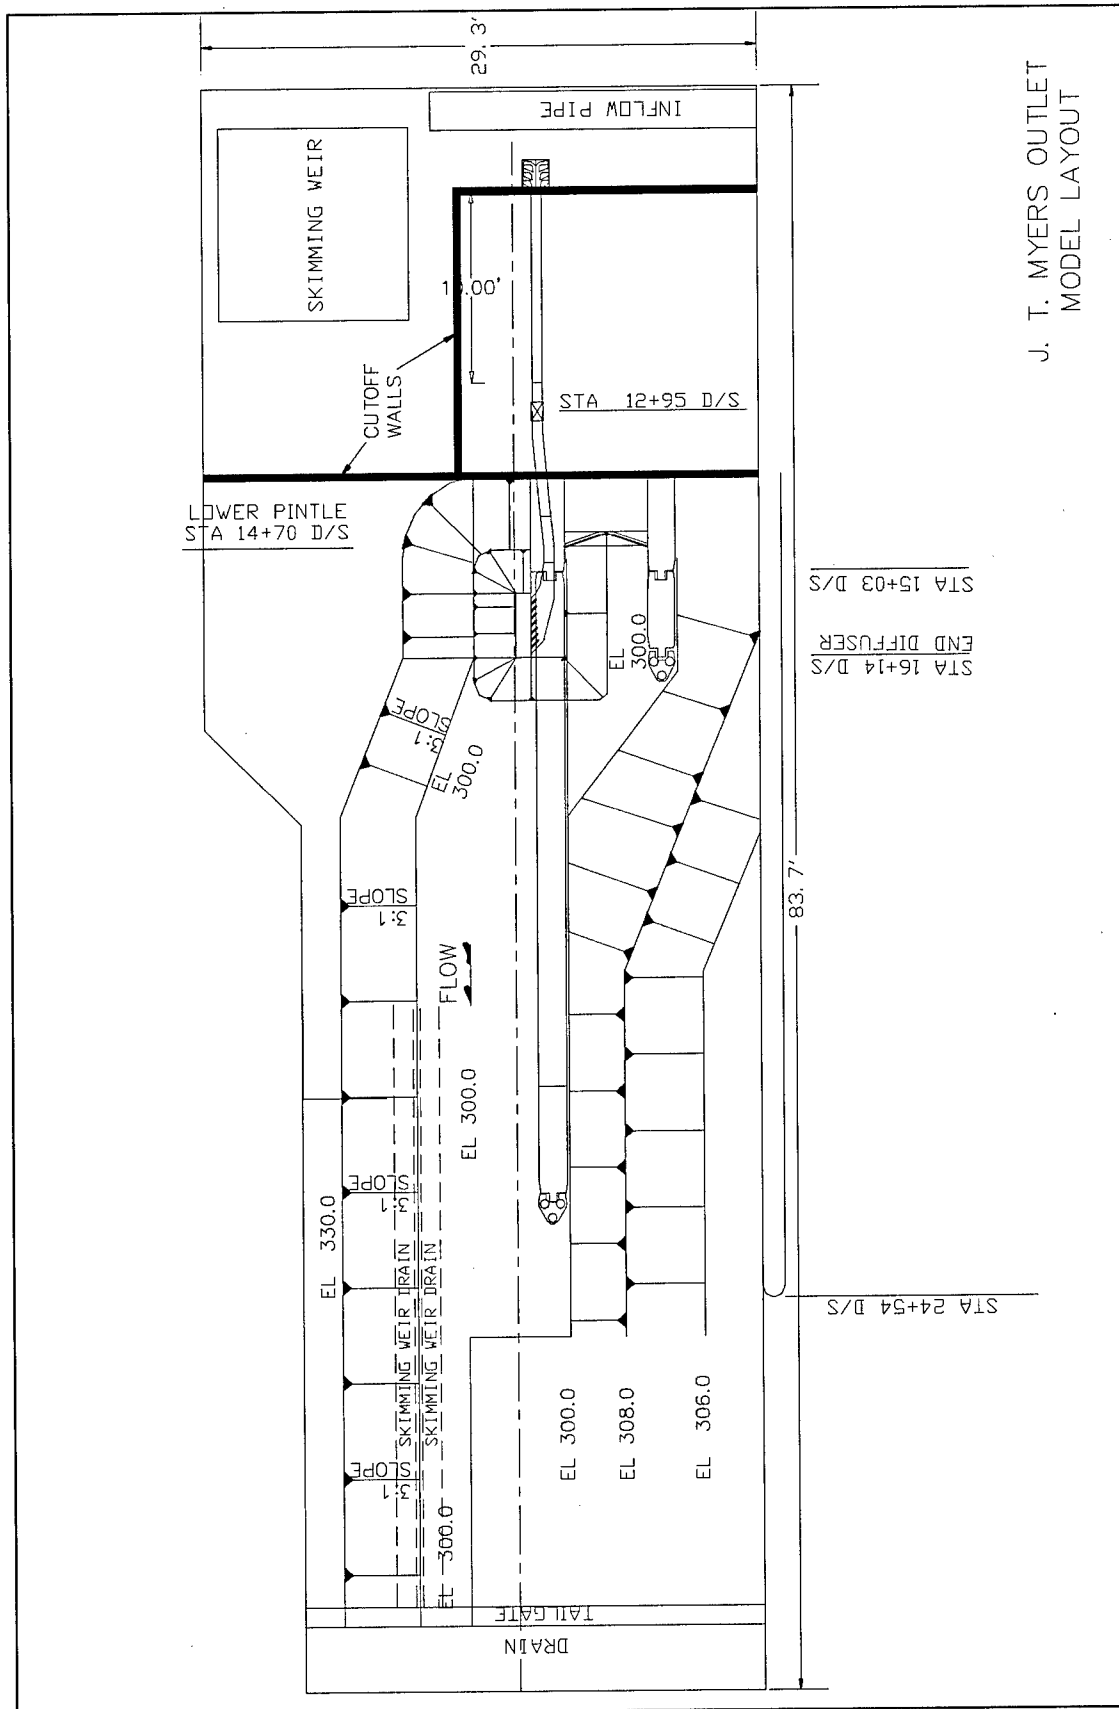 29.3'
INFLOW PIPE
SKIMMING WEIR
J. T. MYERS OUTLET
MODEL LAYOUT
CUTOFF
WALLS
STA 12+95 D/S
LOWER PINTLE
STA 14+70 D/S
STA 15+03 D/S
END DIFFUSER
STA 16+14 D/S
EL
300.0
SLOPE
3:1
EL
300.0
83.7'
SLOPE
3:1
FLOW
EL 300.0
SLOPE
3:1
EL 330.0
SKIMMING WEIR DRAIN
SKIMMING WEIR DRAIN
STA 24+54 D/S
EL 300.0
EL 308.0
EL 306.0
SLOPE
3:1
EL 300.0
TAILGATE
DRAIN